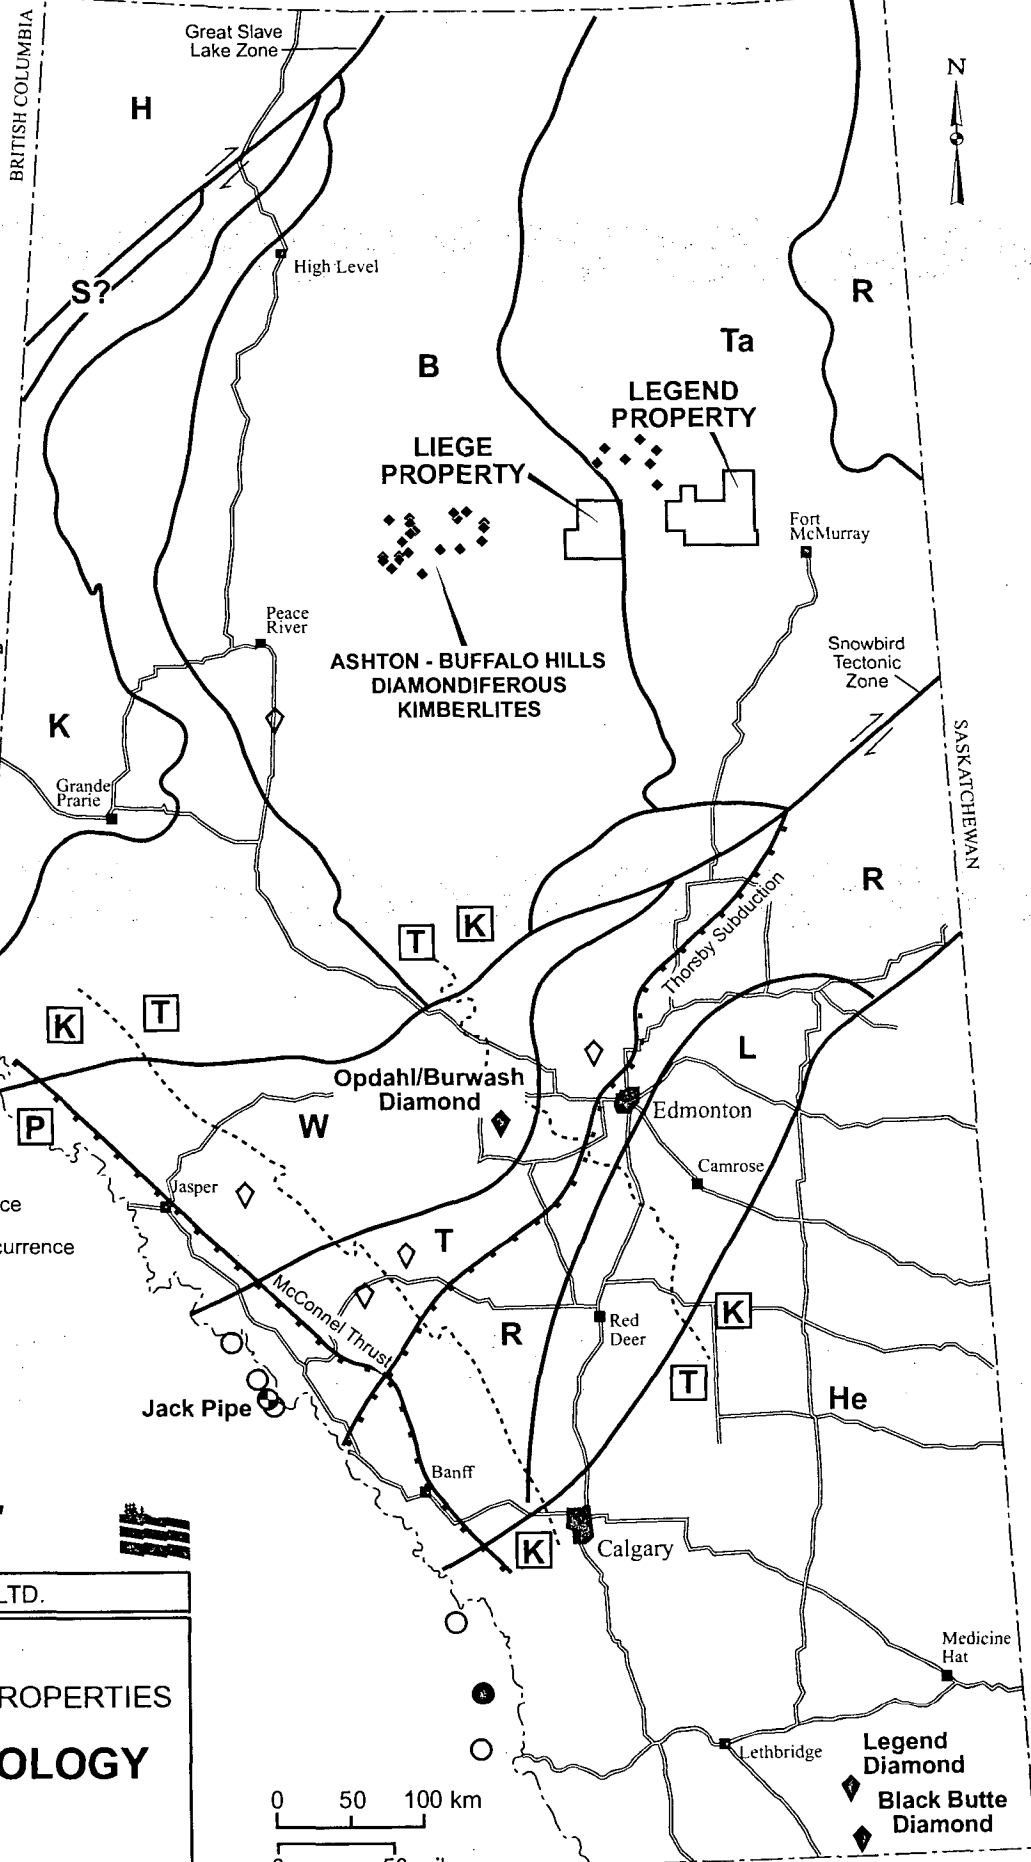 Great Slave
Lake Zone
BRITISH COLUMBIA
H
N
High Level
S?
R
Ta
B
LEGEND
PROPERTY
LIEGE
PROPERTY
Fort
McMurray
Peace
River
Snowbird
Tectonic
Zone
ASHTON - BUFFALO HILLS
DIAMONDIFEROUS
KIMBERLITES
K
SASKATCHEWAN
Grande
Prarie
R
K
T
Thorsby Subduction
T
K
L
Opdahl/Burwash
Diamond
Edmonton
W
P
Camrose
Jasper
ce
currence
T
McConnel Thrust
K
Red
Deer
R
T
He
Jack Pipe
Banff
K
Calgary
LTD.
Medicine
Hat
ROPERTIES
Legend
Diamond
Lethbridge
OLOGY
Black Butte
Diamond
0 50 100 km